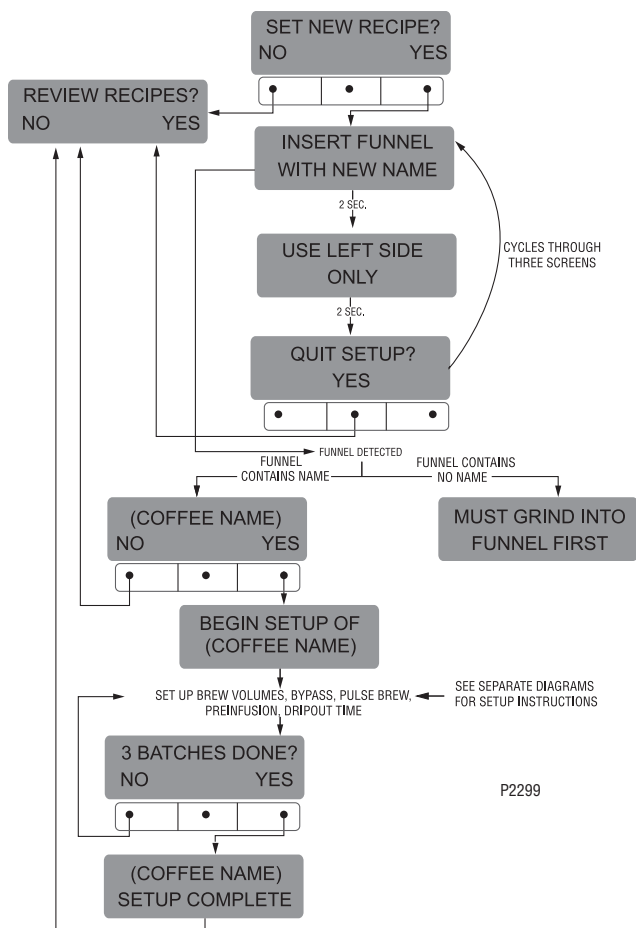 SET NEW RECIPE?
NO YES
REVIEW RECIPES?
NO YES
INSERT FUNNEL
WITH NEW NAME
2 SEC.
USE LEFT SIDE
ONLY
CYCLES THROUGH
THREE SCREENS
2 SEC.
QUIT SETUP?
YES
FUNNEL DETECTED
FUNNEL
CONTAINS NAME
FUNNEL CONTAINS
NO NAME
(COFFEE NAME)
NO YES
MUST GRIND INTO
FUNNEL FIRST
BEGIN SETUP OF
(COFFEE NAME)
SET UP BREW VOLUMES, BYPASS, PULSE BREW,
PREINFUSION, DRIPOUT TIME
SEE SEPARATE DIAGRAMS
FOR SETUP INSTRUCTIONS
3 BATCHES DONE?
NO YES
P2299
(COFFEE NAME)
SETUP COMPLETE